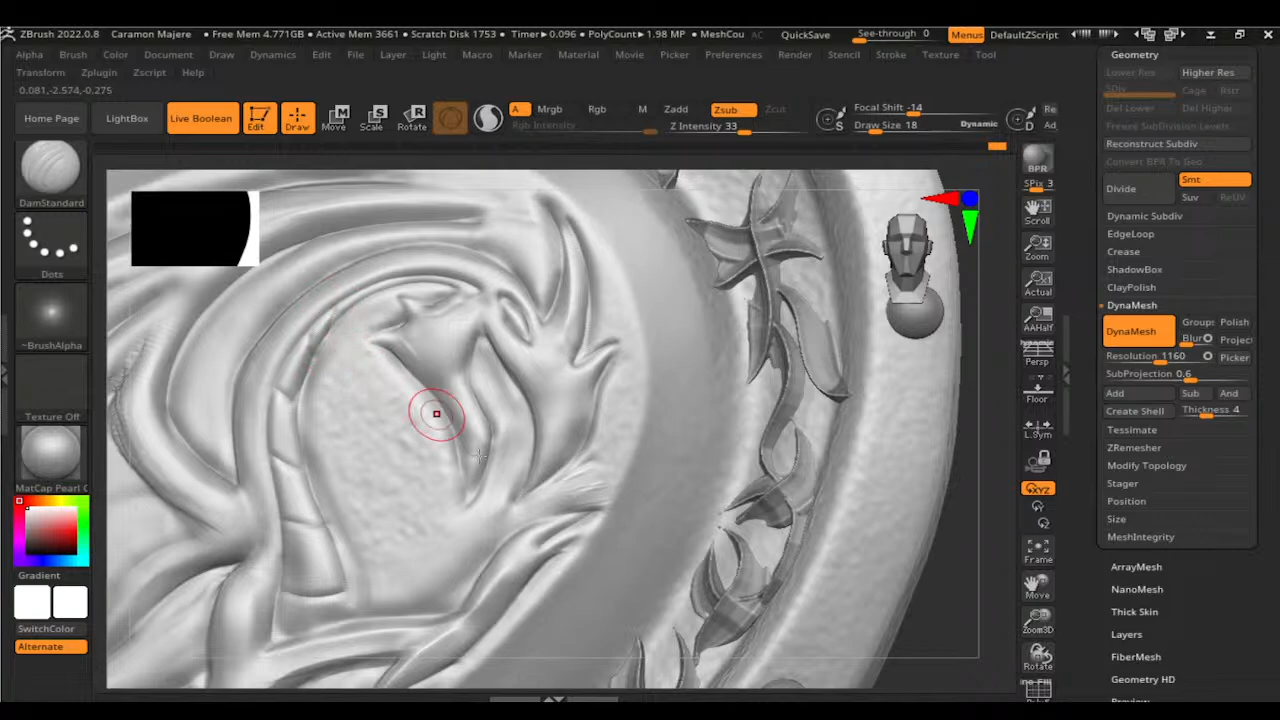 ZBrush 2022.0.8 Caramon Majere • Free Mem 4.771GB • Active Mem 3661 • Scratch Disk 1753 • Timer▶0.096 • PolyCount▶1.98 MP • MeshCou AC QuickSave See-through 0 Menus DefaultZScript
Alpha Brush Color Document Draw Dynamics Edit File Layer Light Macro Marker Material Movie Picker Preferences Render Stencil Stroke Texture Tool
Transform Zplugin Zscript Help
0.081,-2.574,-0.275
Home Page LightBox Live Boolean Edit Draw Move Scale Rotate
A Mrgb Rgb M Zadd Zsub Zcut
Rgb Intensity Z Intensity 33
Focal Shift -14
Draw Size 18 Dynamic
S D Re
Ad
DamStandard
Dots
~BrushAlpha
Texture Off
MatCap Pearl C
Gradient
SwitchColor
Alternate
BPR
SPix 3
Scroll
Zoom
Actual
AAHalf
Dynamic
Persp
Floor
L.Sym
XYZ
Frame
Move
Zoom3D
Rotate
Geometry
Lower Res Higher Res
SDiv Cage Rstr
Del Lower Del Higher
Freeze SubDivision Levels
Reconstruct Subdiv
Convert BPR To Geo
Divide Smt
Suv ReUV
Dynamic Subdiv
EdgeLoop
Crease
ShadowBox
ClayPolish
DynaMesh
DynaMesh Groups Polish
Blur Project
Resolution 1160 Picker
SubProjection 0.6
Add Sub And
Create Shell Thickness 4
Tessimate
ZRemesher
Modify Topology
Stager
Position
Size
MeshIntegrity
ArrayMesh
NanoMesh
Thick Skin
Layers
FiberMesh
Geometry HD